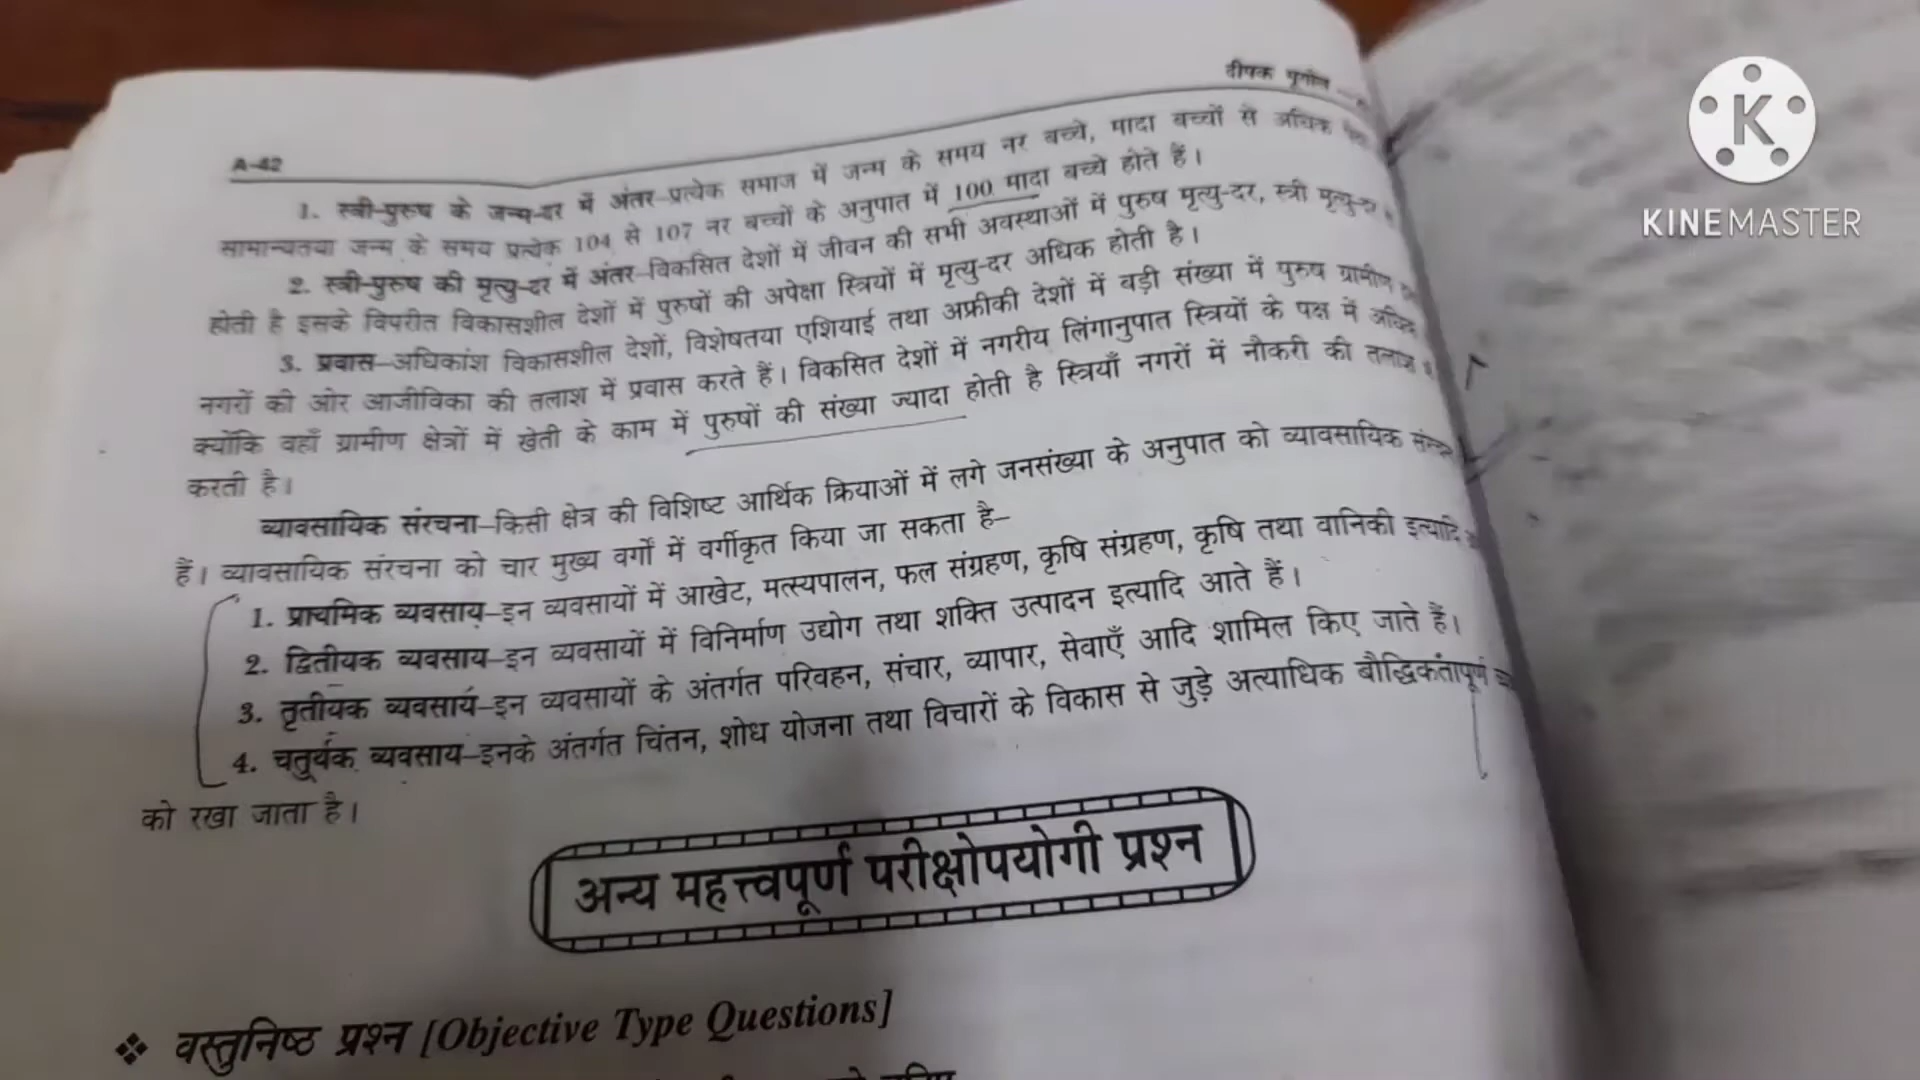 दीपक भूगोल
A-42
1. स्त्री-पुरुष के जन्म-दर में अंतर–प्रत्येक समाज में जन्म के समय नर बच्चे, मादा बच्चों से अधिक
सामान्यतया जन्म के समय प्रत्येक 104 से 107 नर बच्चों के अनुपात में 100 मादा बच्चे होते हैं।
2. स्त्री-पुरुष की मृत्यु-दर में अंतर–विकसित देशों में जीवन की सभी अवस्थाओं में पुरुष मृत्यु-दर, स्त्री मृत्यु-दर
होती है इसके विपरीत विकासशील देशों में पुरुषों की अपेक्षा स्त्रियों में मृत्यु-दर अधिक होती है।
3. प्रवास–अधिकांश विकासशील देशों, विशेषतया एशियाई तथा अफ्रीकी देशों में बड़ी संख्या में पुरुष ग्रामीण
नगरों की ओर आजीविका की तलाश में प्रवास करते हैं। विकसित देशों में नगरीय लिंगानुपात स्त्रियों के पक्ष में अधिक
क्योंकि वहाँ ग्रामीण क्षेत्रों में खेती के काम में पुरुषों की संख्या ज्यादा होती है स्त्रियाँ नगरों में नौकरी की तलाश
करती है।
व्यावसायिक संरचना–किसी क्षेत्र की विशिष्ट आर्थिक क्रियाओं में लगे जनसंख्या के अनुपात को व्यावसायिक संरचना
हैं। व्यावसायिक संरचना को चार मुख्य वर्गों में वर्गीकृत किया जा सकता है–
1. प्राथमिक व्यवसाय–इन व्यवसायों में आखेट, मत्स्यपालन, फल संग्रहण, कृषि संग्रहण, कृषि तथा वानिकी इत्यादि
2. द्वितीयक व्यवसाय–इन व्यवसायों में विनिर्माण उद्योग तथा शक्ति उत्पादन इत्यादि आते हैं।
3. तृतीयक व्यवसाय–इन व्यवसायों के अंतर्गत परिवहन, संचार, व्यापार, सेवाएँ आदि शामिल किए जाते हैं।
4. चतुर्थक व्यवसाय–इनके अंतर्गत चिंतन, शोध योजना तथा विचारों के विकास से जुड़े अत्याधिक बौद्धिकतापूर्ण
को रखा जाता है।
अन्य महत्त्वपूर्ण परीक्षोपयोगी प्रश्न
❖ वस्तुनिष्ठ प्रश्न [Objective Type Questions]
K
KINEMASTER